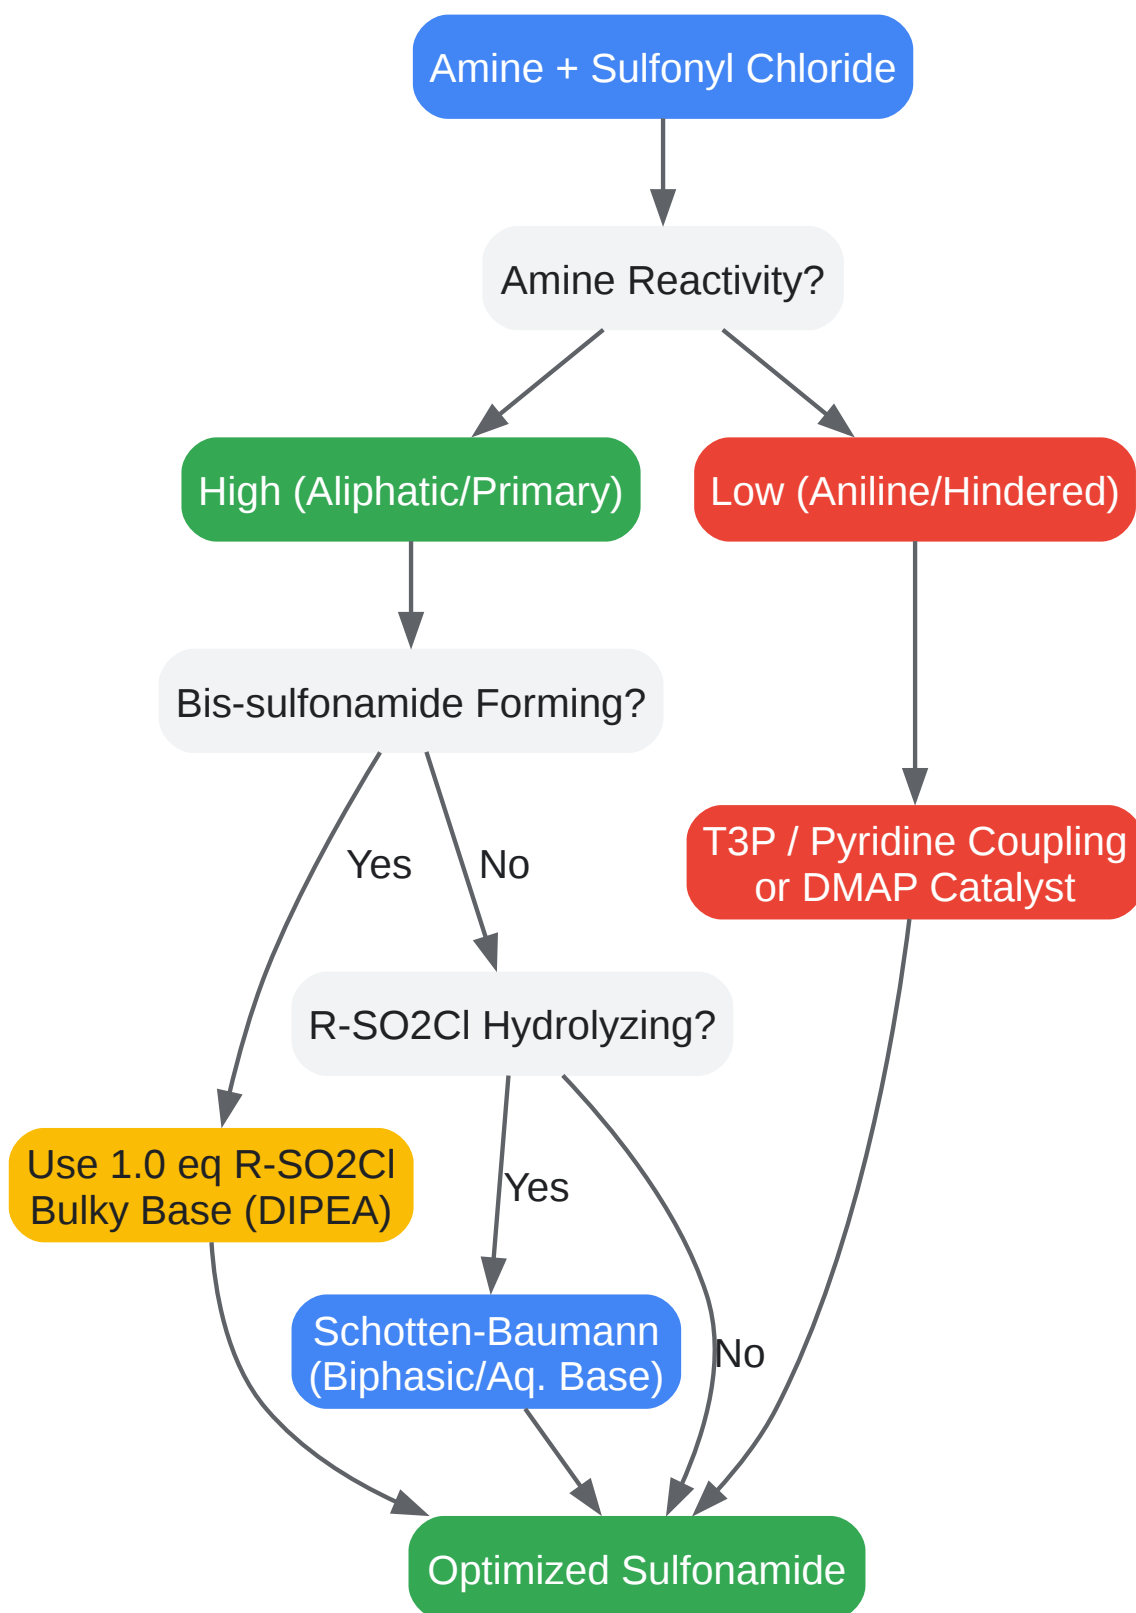 Amine + Sulfonyl Chloride
Amine Reactivity?
High (Aliphatic/Primary)
Low (Aniline/Hindered)
Bis-sulfonamide Forming?
T3P / Pyridine Coupling
or DMAP Catalyst
Yes
No
R-SO2Cl Hydrolyzing?
Use 1.0 eq R-SO2Cl
Bulky Base (DIPEA)
Yes
Schotten-Baumann
(Biphasic/Aq. Base)
No
Optimized Sulfonamide